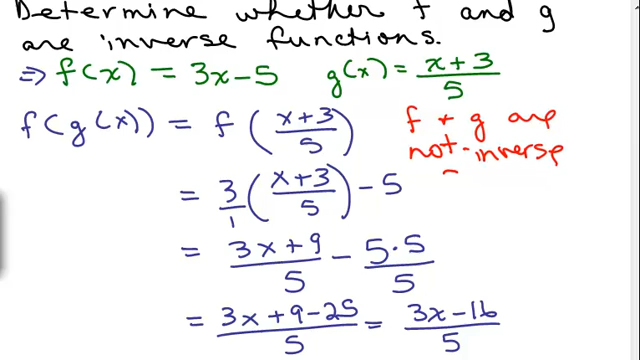 Determine whether f and g
are inverse functions.
⇒ f(x) = 3x-5 g(x) = x+3/5
f(g(x)) = f(x+3/5)
f + g are
not inverse
= 3/1(x+3/5) - 5
= 3x+9/5 - 5·5/5
= 3x+9-25/5 = 3x-16/5